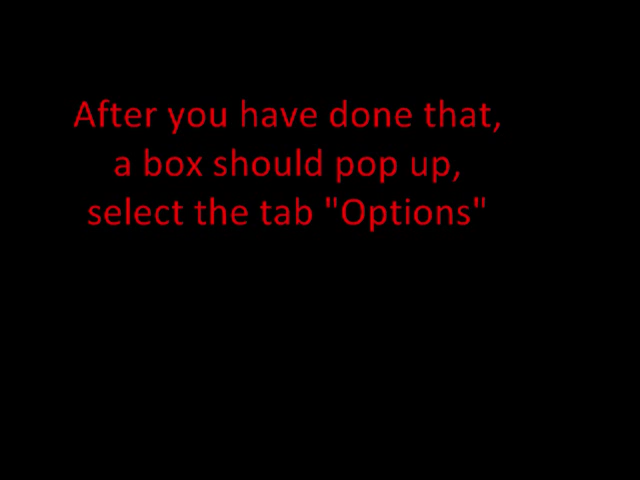 After you have done that,
a box should pop up,
select the tab "Options"